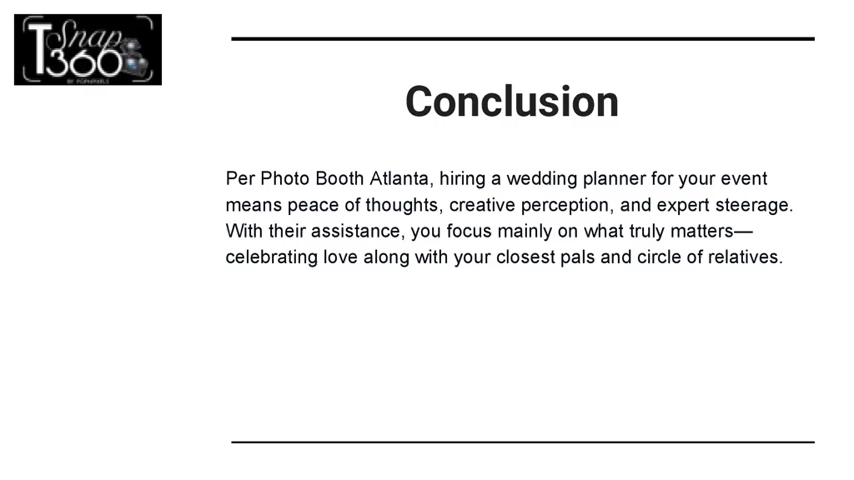 TSnap
360
BY POPNPIXELS
Conclusion
Per Photo Booth Atlanta, hiring a wedding planner for your event
means peace of thoughts, creative perception, and expert steerage.
With their assistance, you focus mainly on what truly matters—
celebrating love along with your closest pals and circle of relatives.